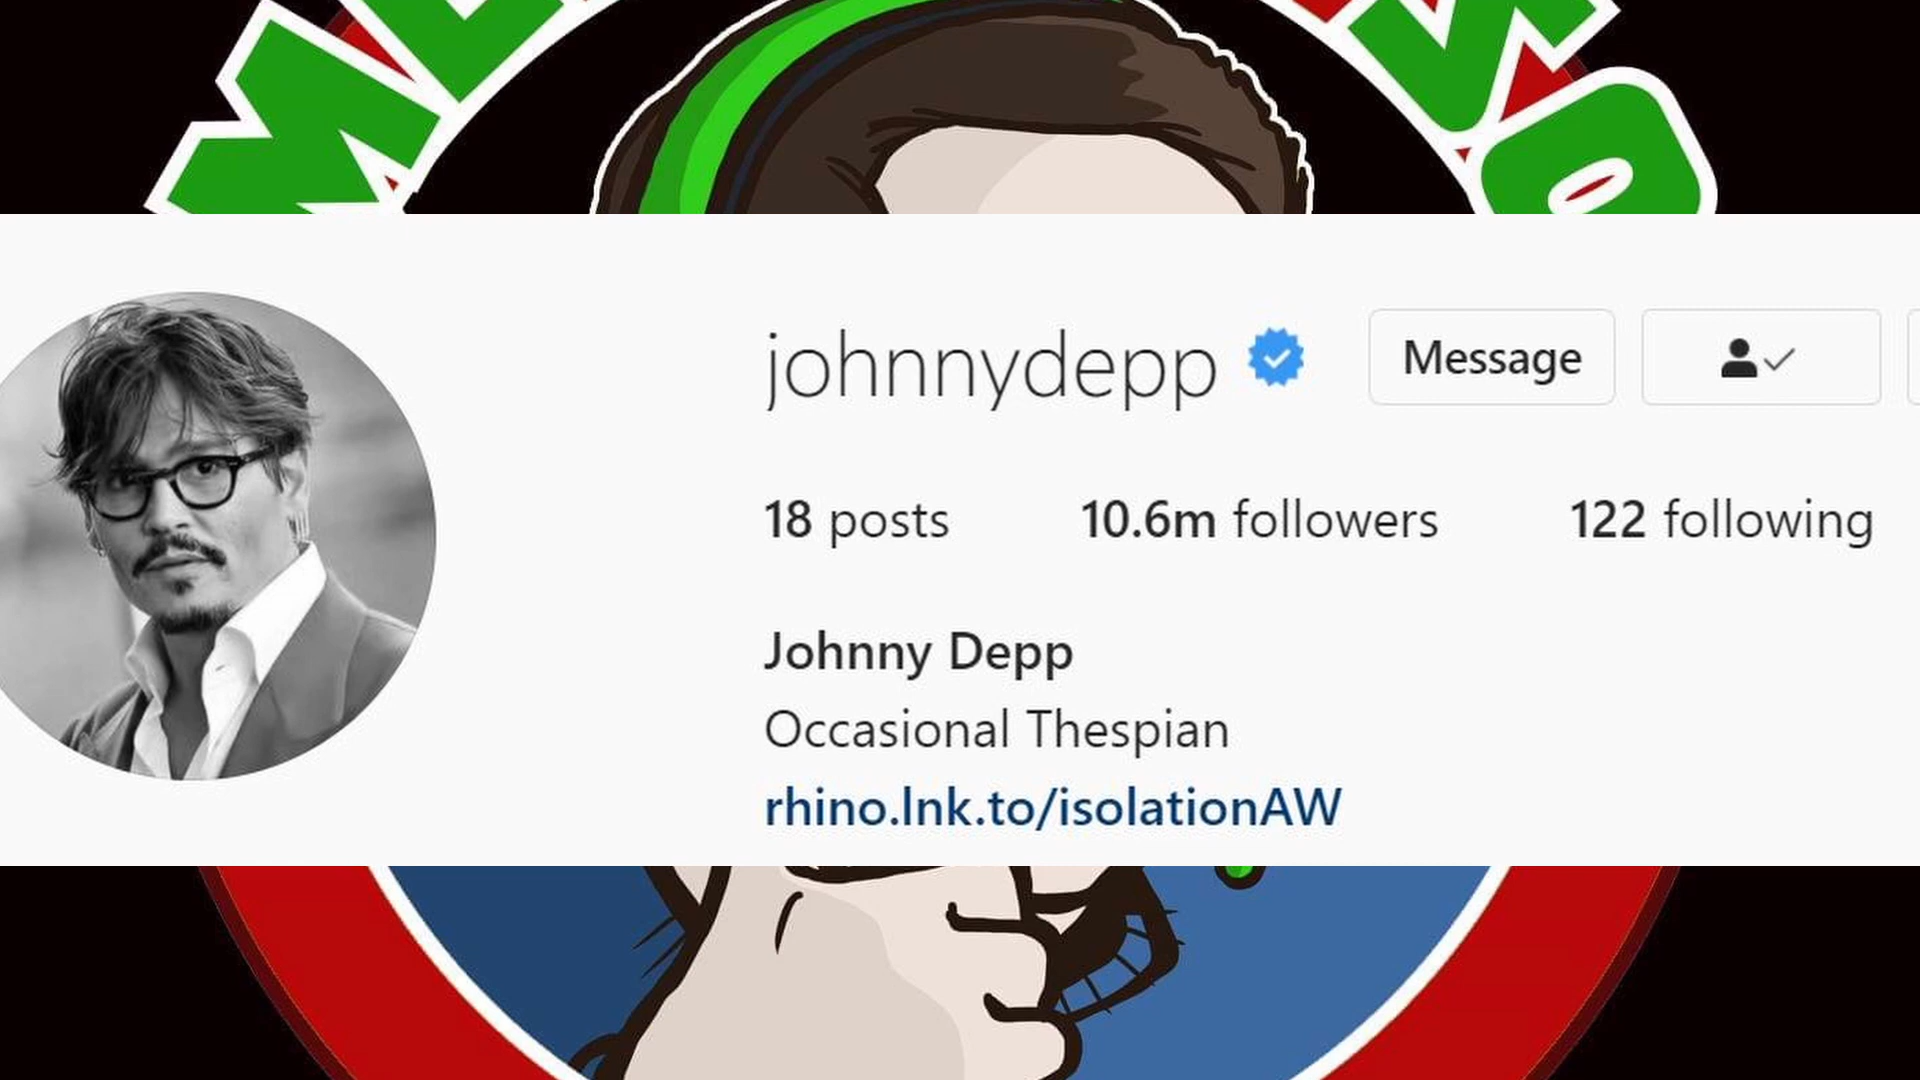 johnnydepp
Message
18 posts 10.6m followers 122 following
Johnny Depp
Occasional Thespian
rhino.lnk.to/isolationAW